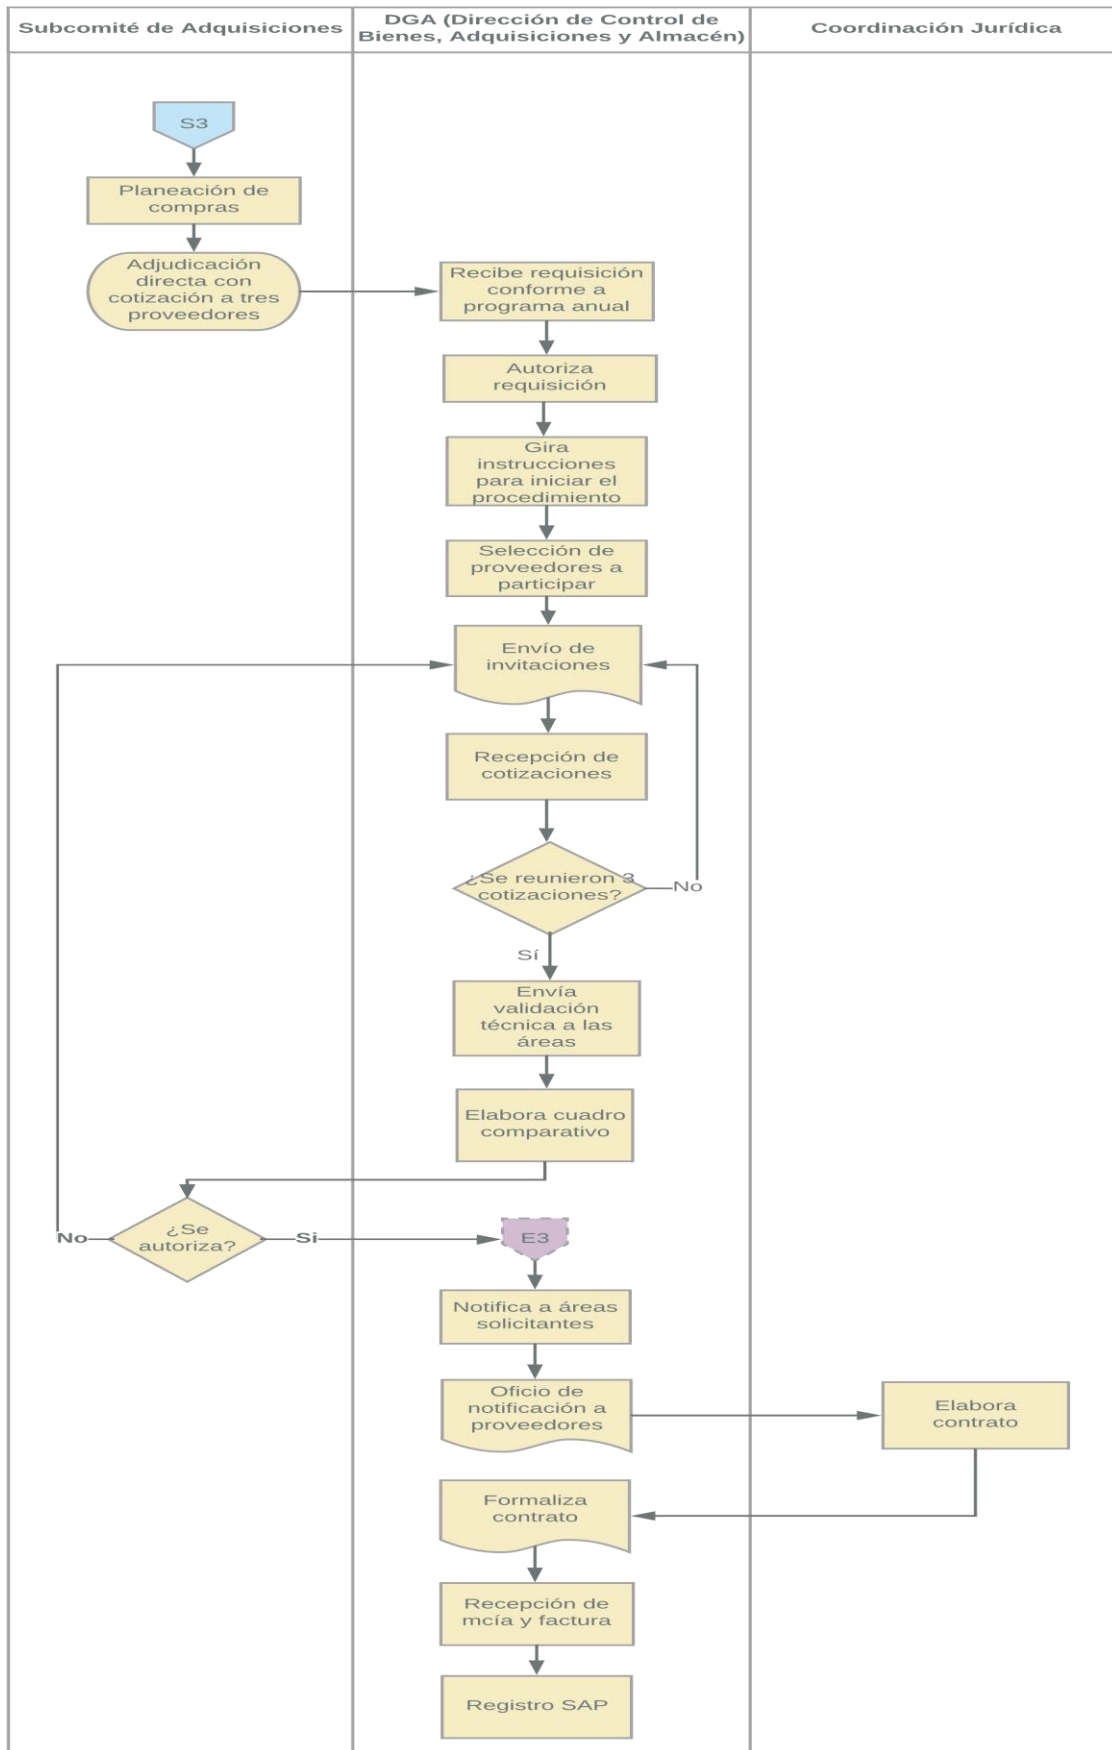 Subcomité de Adquisiciones
DGA (Dirección de Control de
Bienes, Adquisiciones y Almacén)
Coordinación Jurídica
S3
Planeación de
compras
Adjudicación
directa con
cotización a tres
proveedores
Recibe requisición
conforme a
programa anual
Autoriza
requisición
Gira
instrucciones
para iniciar el
procedimiento
Selección de
proveedores a
participar
Envío de
invitaciones
Recepción de
cotizaciones
¿Se reunieron 3
cotizaciones?
No
Sí
Envía
validación
técnica a las
áreas
Elabora cuadro
comparativo
¿Se
autoriza?
No
Si
E3
Notifica a áreas
solicitantes
Oficio de
notificación a
proveedores
Elabora
contrato
Formaliza
contrato
Recepción de
mcía y factura
Registro SAP